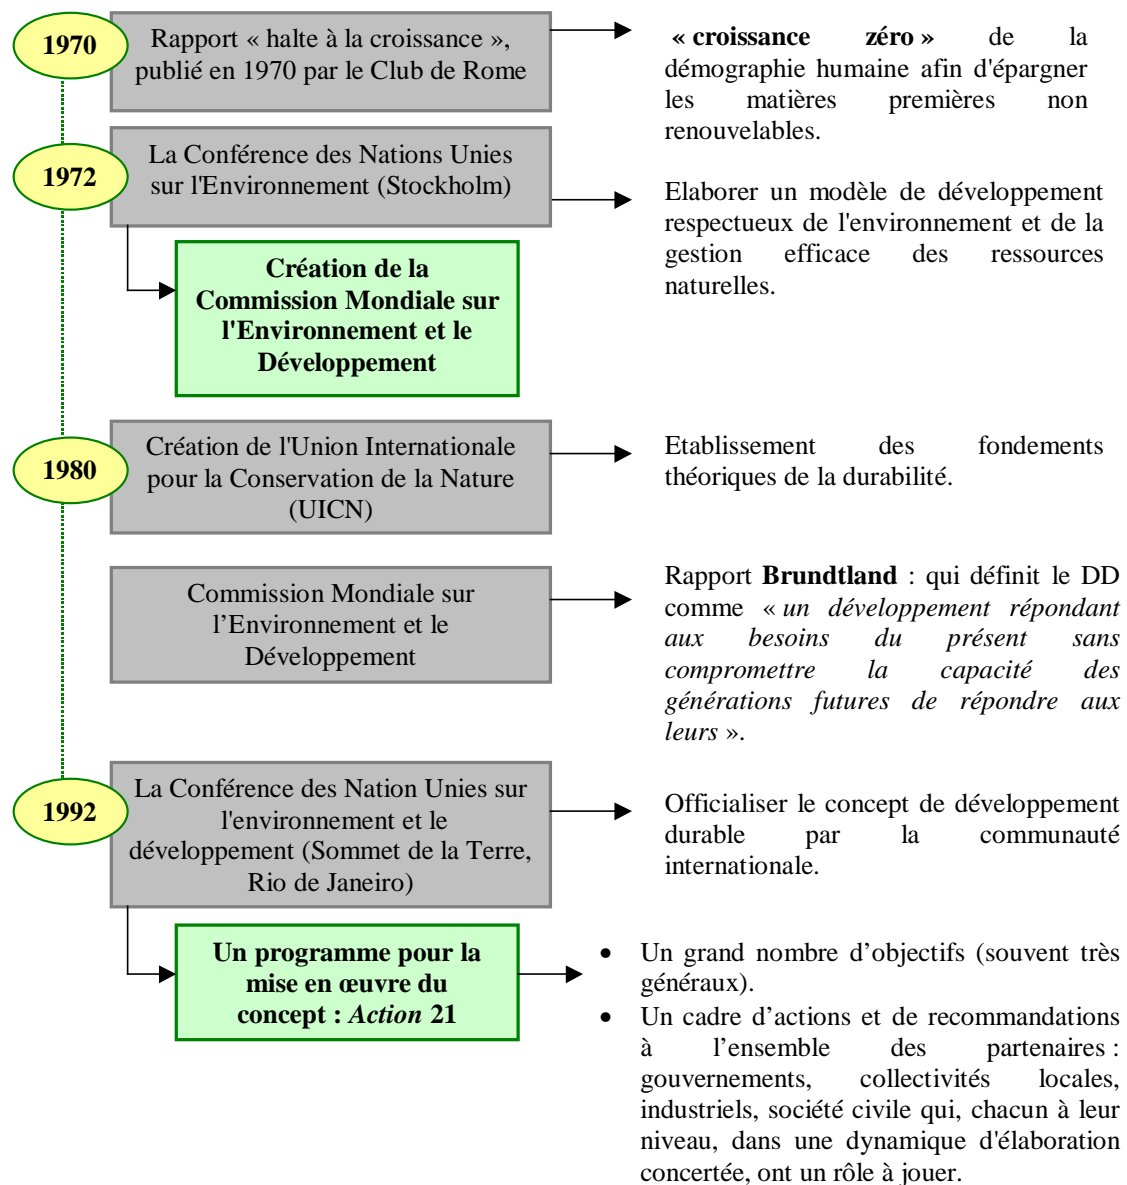 1970
Rapport « halte à la croissance »,
publié en 1970 par le Club de Rome
« croissance zéro » de la
démographie humaine afin d'épargner
les matières premières non
renouvelables.
1972
La Conférence des Nations Unies
sur l'Environnement (Stockholm)
Elaborer un modèle de développement
respectueux de l'environnement et de la
gestion efficace des ressources
naturelles.
Création de la
Commission Mondiale sur
l'Environnement et le
Développement
1980
Création de l'Union Internationale
pour la Conservation de la Nature
(UICN)
Etablissement des fondements
théoriques de la durabilité.
Commission Mondiale sur
l’Environnement et le
Développement
Rapport Brundtland : qui définit le DD
comme « un développement répondant
aux besoins du présent sans
compromettre la capacité des
générations futures de répondre aux
leurs ».
1992
La Conférence des Nation Unies sur
l'environnement et le
développement (Sommet de la Terre,
Rio de Janeiro)
Officialiser le concept de développement
durable par la communauté
internationale.
Un programme pour la
mise en œuvre du
concept : Action 21
• Un grand nombre d’objectifs (souvent très
généraux).
• Un cadre d’actions et de recommandations
à l’ensemble des partenaires :
gouvernements, collectivités locales,
industriels, société civile qui, chacun à leur
niveau, dans une dynamique d'élaboration
concertée, ont un rôle à jouer.